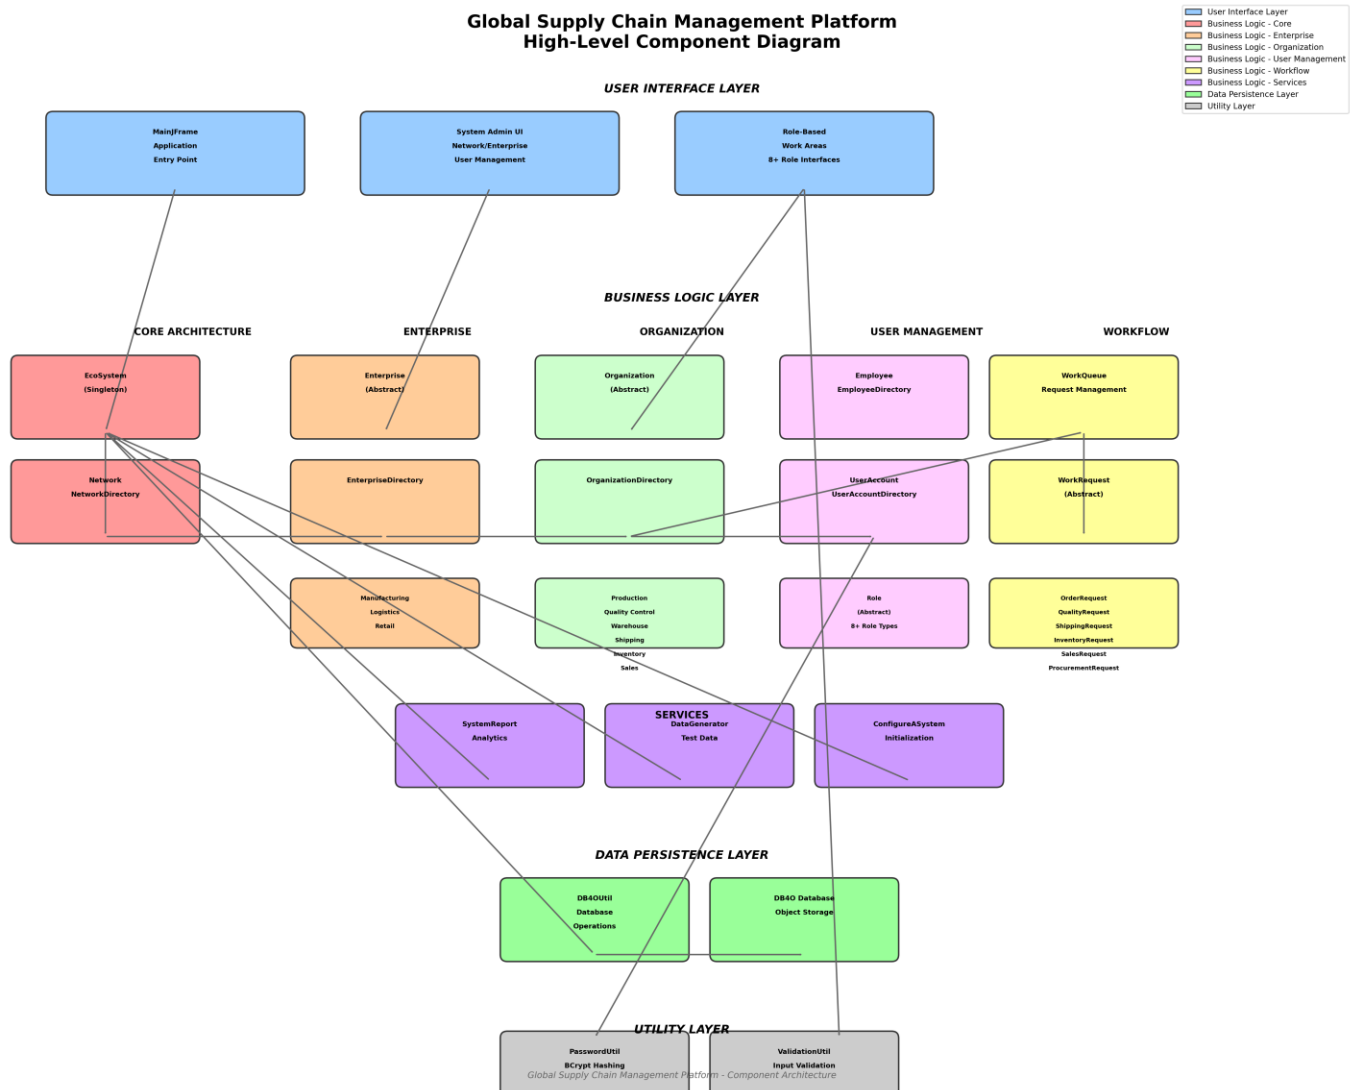 Global Supply Chain Management Platform
High-Level Component Diagram
User Interface Layer
Business Logic - Core
Business Logic - Enterprise
Business Logic - Organization
Business Logic - User Management
Business Logic - Workflow
Business Logic - Services
Data Persistence Layer
Utility Layer
USER INTERFACE LAYER
MainJFrame
Application
Entry Point
System Admin UI
Network/Enterprise
User Management
Role-Based
Work Areas
8+ Role Interfaces
BUSINESS LOGIC LAYER
CORE ARCHITECTURE
ENTERPRISE
ORGANIZATION
USER MANAGEMENT
WORKFLOW
EcoSystem
(Singleton)
Enterprise
(Abstract)
Organization
(Abstract)
Employee
EmployeeDirectory
WorkQueue
Request Management
Network
NetworkDirectory
EnterpriseDirectory
OrganizationDirectory
UserAccount
UserAccountDirectory
WorkRequest
(Abstract)
Manufacturing
Logistics
Retail
Production
Quality Control
Warehouse
Shipping
Inventory
Sales
Role
(Abstract)
8+ Role Types
OrderRequest
QualityRequest
ShippingRequest
InventoryRequest
SalesRequest
ProcurementRequest
SERVICES
SystemReport
Analytics
DataGenerator
Test Data
ConfigureASystem
Initialization
DATA PERSISTENCE LAYER
DB4OUtil
Database
Operations
DB4O Database
Object Storage
UTILITY LAYER
PasswordUtil
BCrypt Hashing
ValidationUtil
Input Validation
Global Supply Chain Management Platform - Component Architecture